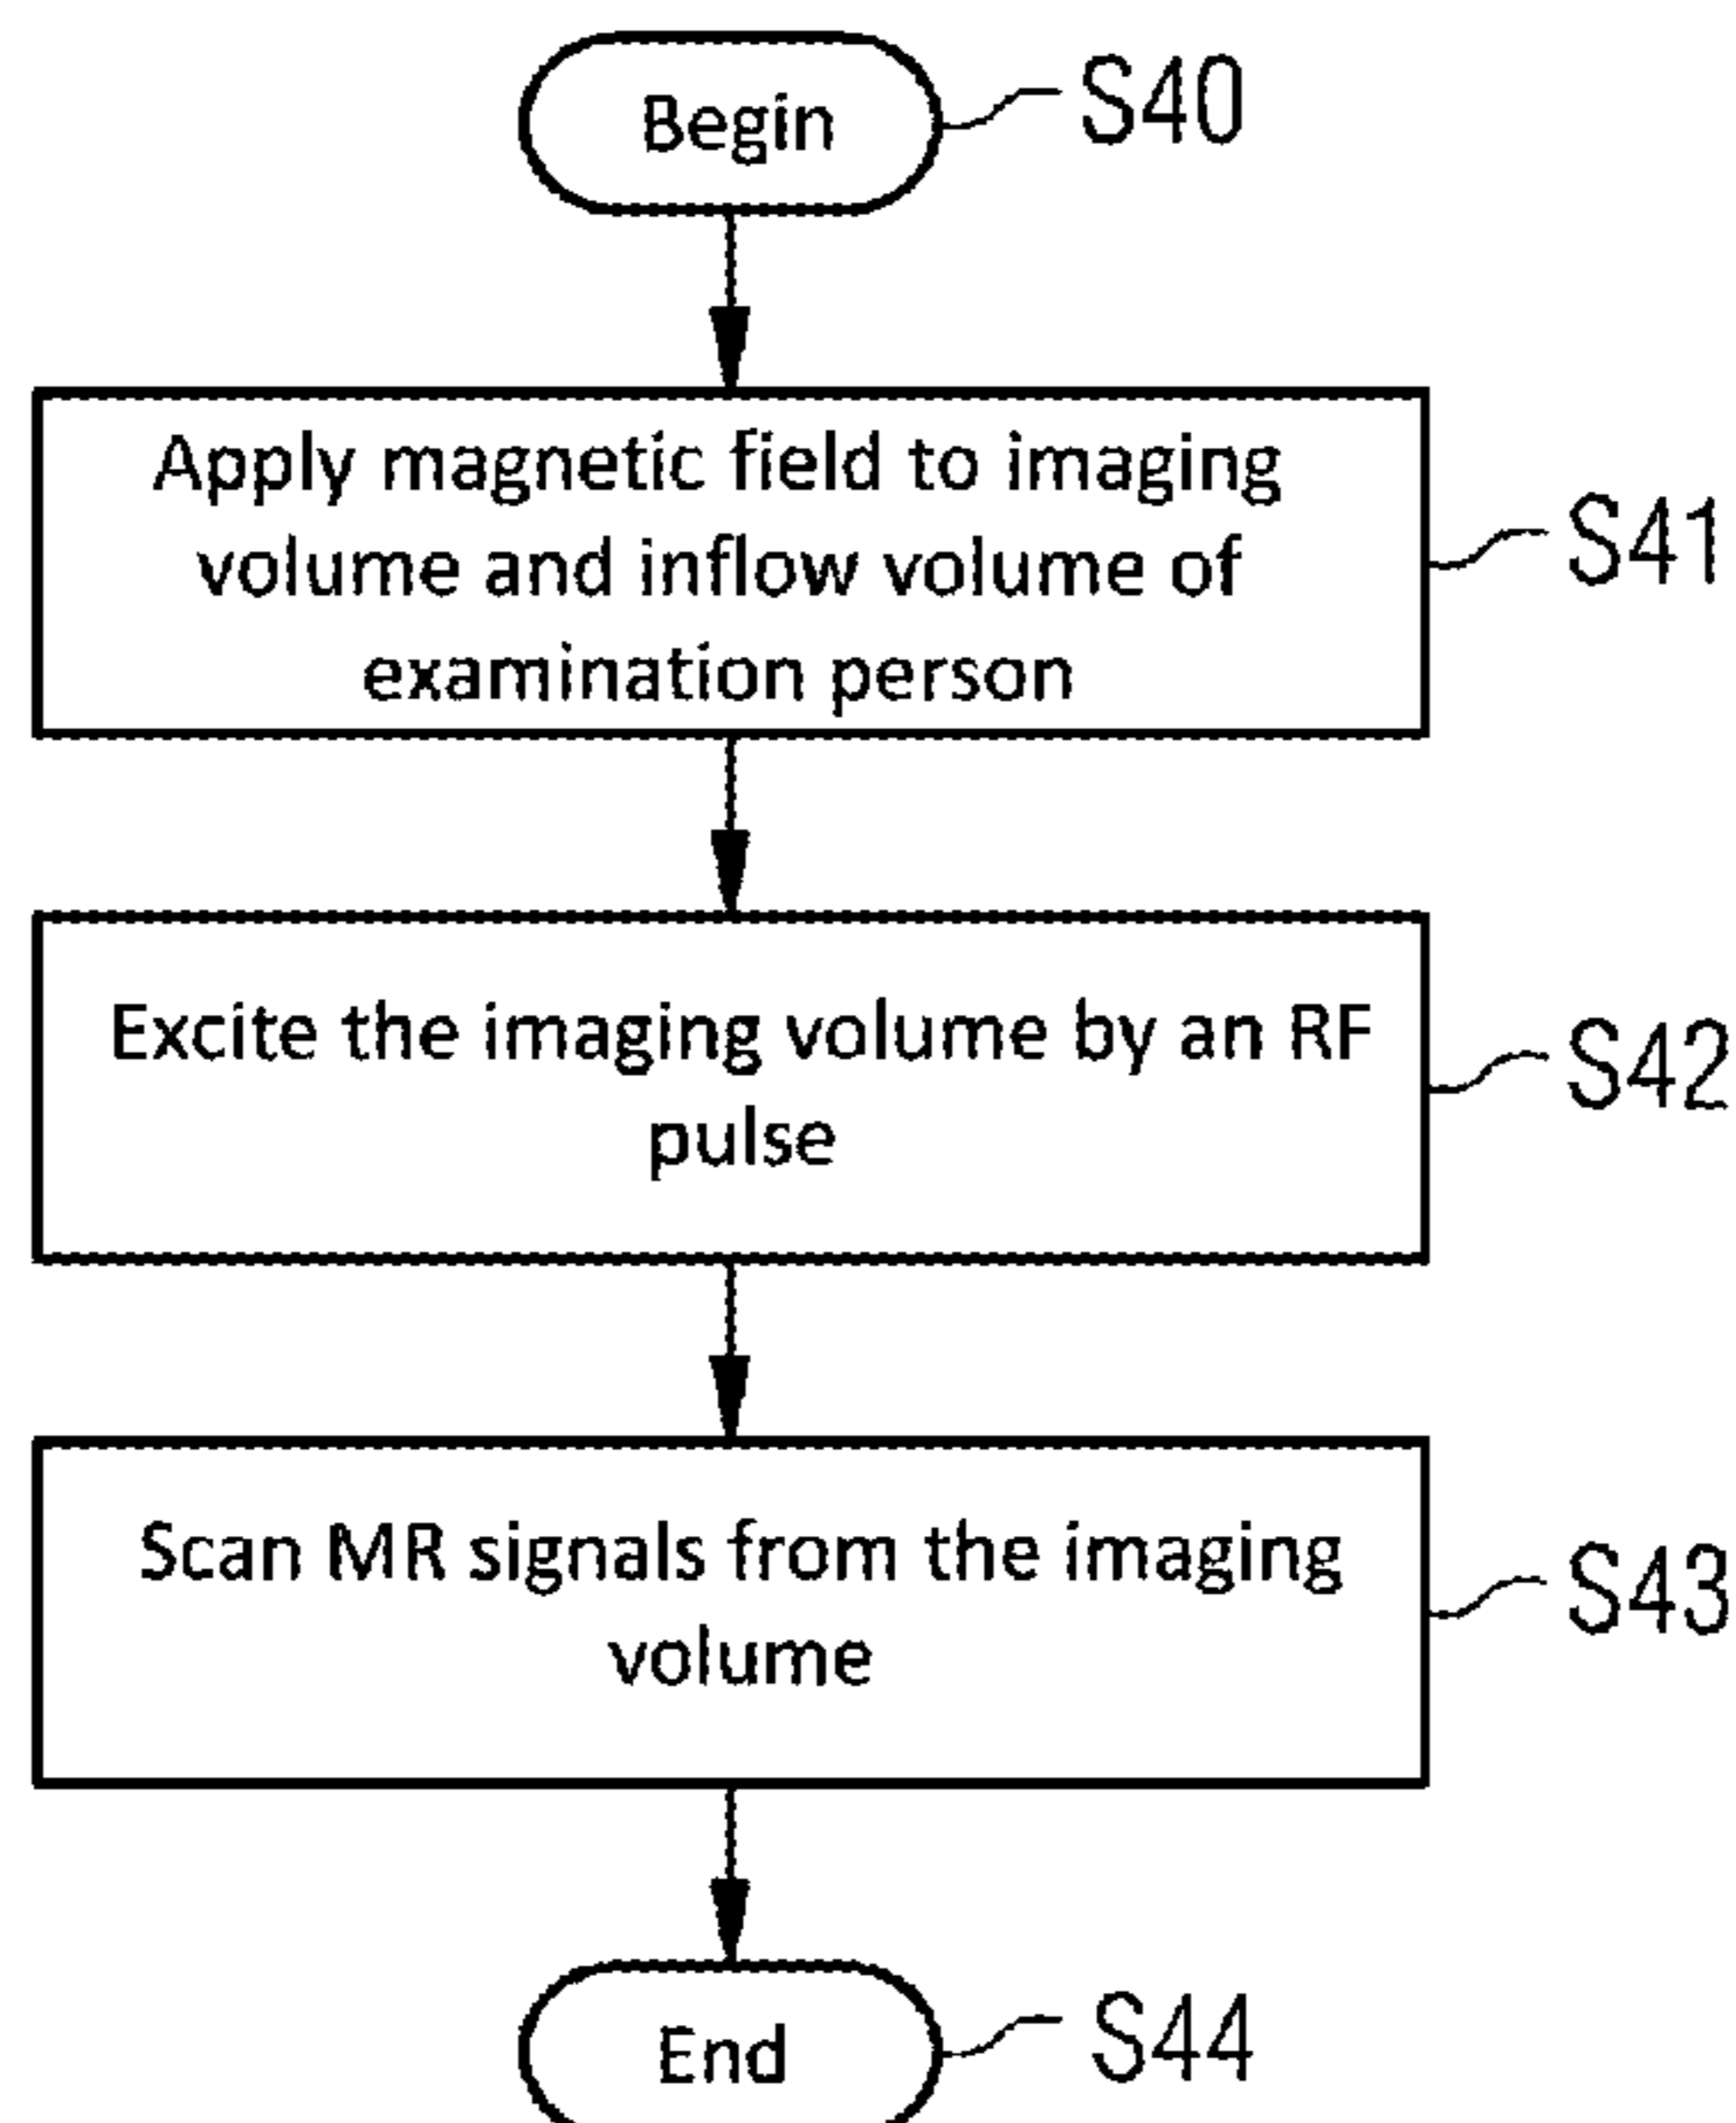 Begin
S40
Apply magnetic field to imaging
volume and inflow volume of
examination person
S41
Excite the imaging volume by an RF
pulse
S42
Scan MR signals from the imaging
volume
S43
End
S44